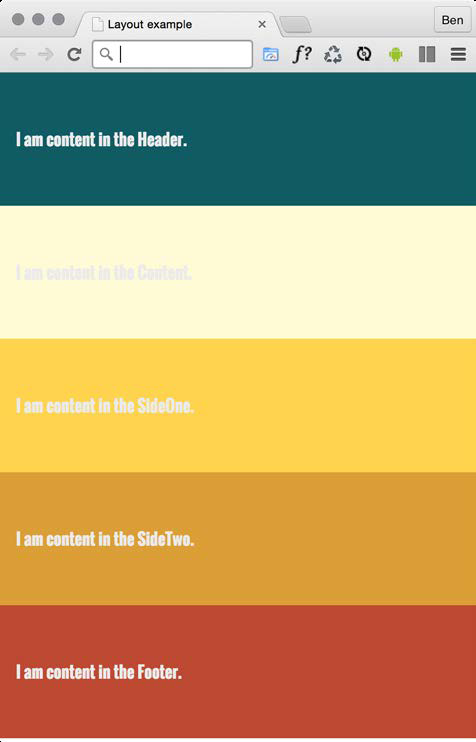 Layout example
Ben
f?
I am content in the Header.
I am content in the Content.
I am content in the SideOne.
I am content in the SideTwo.
I am content in the Footer.